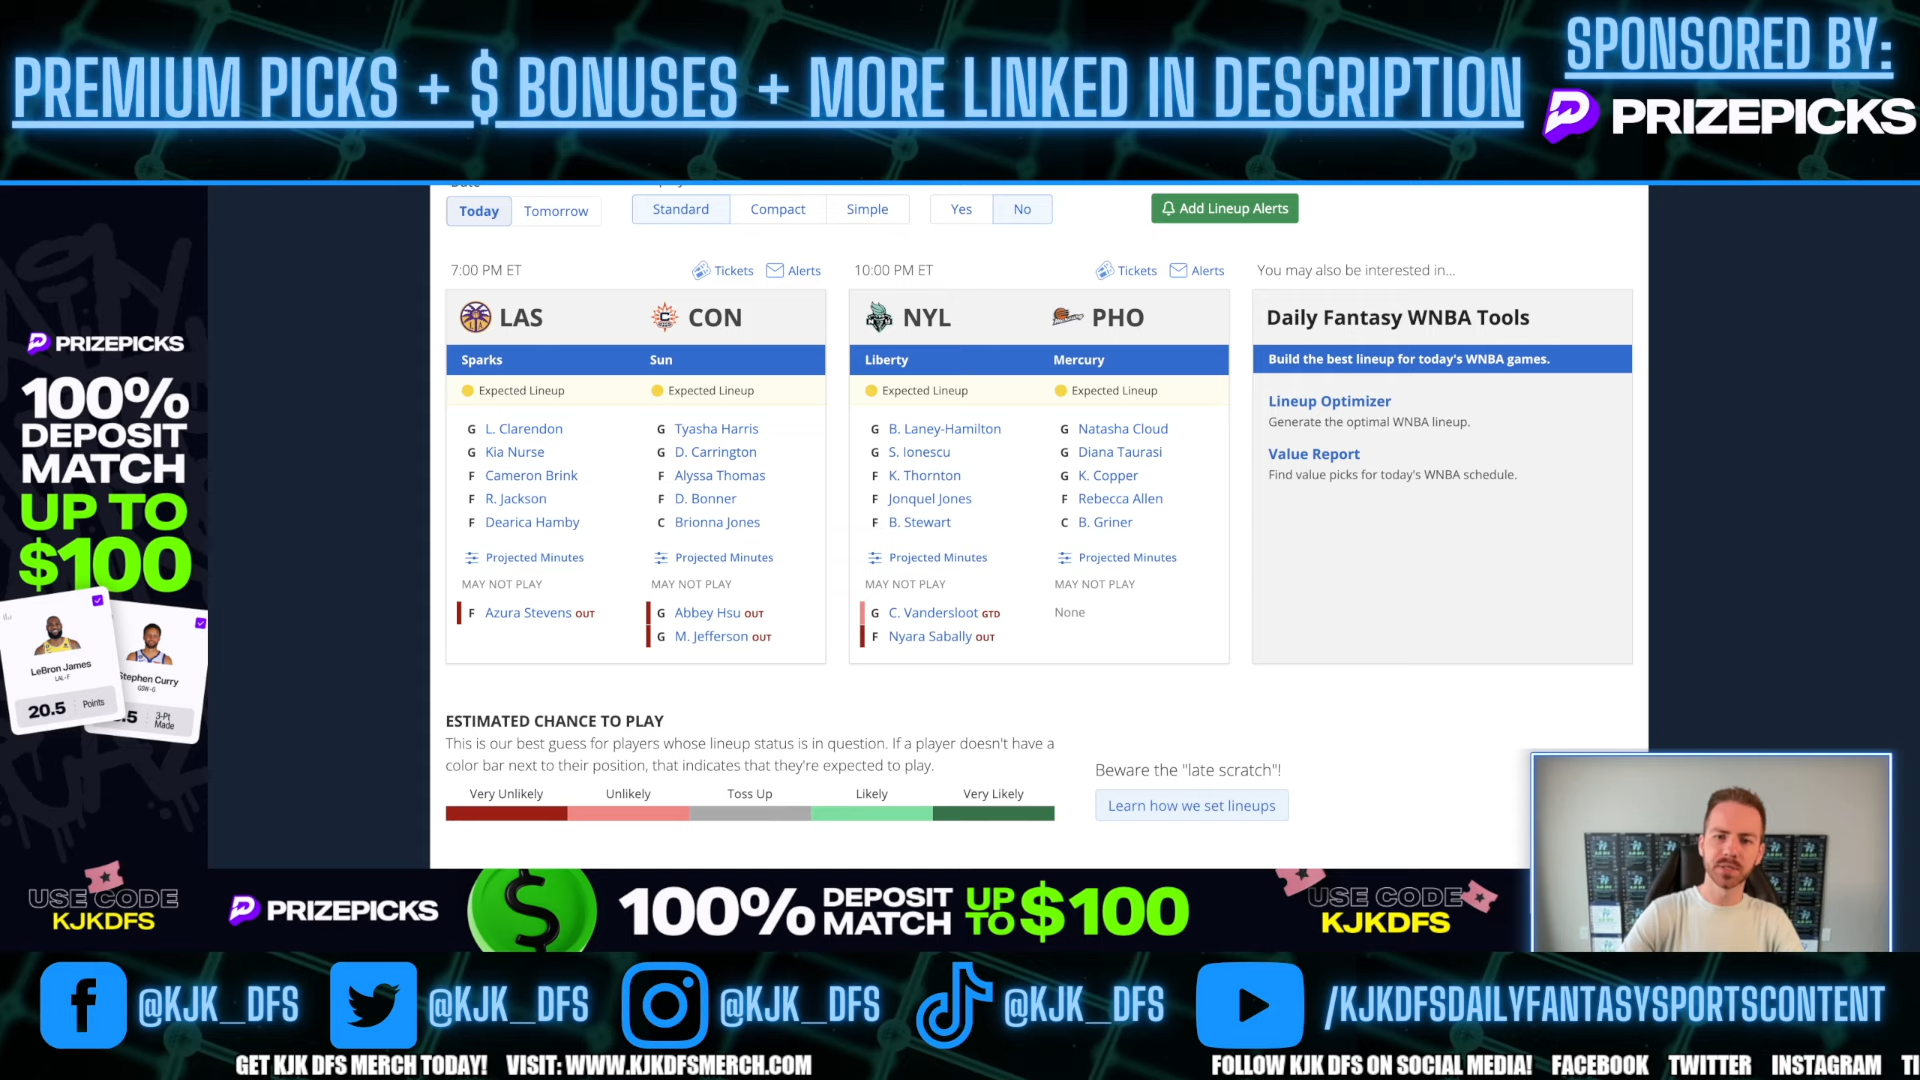 PREMIUM PICKS + $ BONUSES + MORE LINKED IN DESCRIPTION
SPONSORED BY:
PRIZEPICKS
Today
Tomorrow
Standard
Compact
Simple
Yes
No
Add Lineup Alerts
7:00 PM ET
Tickets
Alerts
LAS
CON
Sparks
Sun
Expected Lineup
Expected Lineup
G L. Clarendon
G Kia Nurse
F Cameron Brink
F R. Jackson
F Dearica Hamby
Projected Minutes
MAY NOT PLAY
F Azura Stevens OUT
G Tyasha Harris
G D. Carrington
F Alyssa Thomas
F D. Bonner
C Brionna Jones
Projected Minutes
MAY NOT PLAY
G Abbey Hsu OUT
G M. Jefferson OUT
10:00 PM ET
Tickets
Alerts
NYL
PHO
Liberty
Mercury
Expected Lineup
Expected Lineup
G B. Laney-Hamilton
G S. Ionescu
F K. Thornton
F Jonquel Jones
F B. Stewart
Projected Minutes
MAY NOT PLAY
G C. Vandersloot GTD
F Nyara Sabally OUT
G Natasha Cloud
G Diana Taurasi
G K. Copper
F Rebecca Allen
C B. Griner
Projected Minutes
MAY NOT PLAY
None
You may also be interested in...
Daily Fantasy WNBA Tools
Build the best lineup for today's WNBA games.
Lineup Optimizer
Generate the optimal WNBA lineup.
Value Report
Find value picks for today's WNBA schedule.
ESTIMATED CHANCE TO PLAY
This is our best guess for players whose lineup status is in question. If a player doesn't have a
color bar next to their position, that indicates that they're expected to play.
Very Unlikely
Unlikely
Toss Up
Likely
Very Likely
Beware the "late scratch"!
Learn how we set lineups
PRIZEPICKS
100%
DEPOSIT
MATCH
UP TO
$100
LeBron James
LAL-F
20.5 Points
Stephen Curry
GSW-G
.5 3-Pt
Made
USE CODE
KJKDFS
PRIZEPICKS
100% DEPOSIT
MATCH
UP
TO $100
USE CODE
KJKDFS
@KJK_DFS
@KJK_DFS
@KJK_DFS
@KJK_DFS
/KJKDFSDAILYFANTASYSPORTSCONTENT
GET KJK DFS MERCH TODAY! VISIT: WWW.KJKDFSMERCH.COM
FOLLOW KJK DFS ON SOCIAL MEDIA! FACEBOOK TWITTER INSTAGRAM